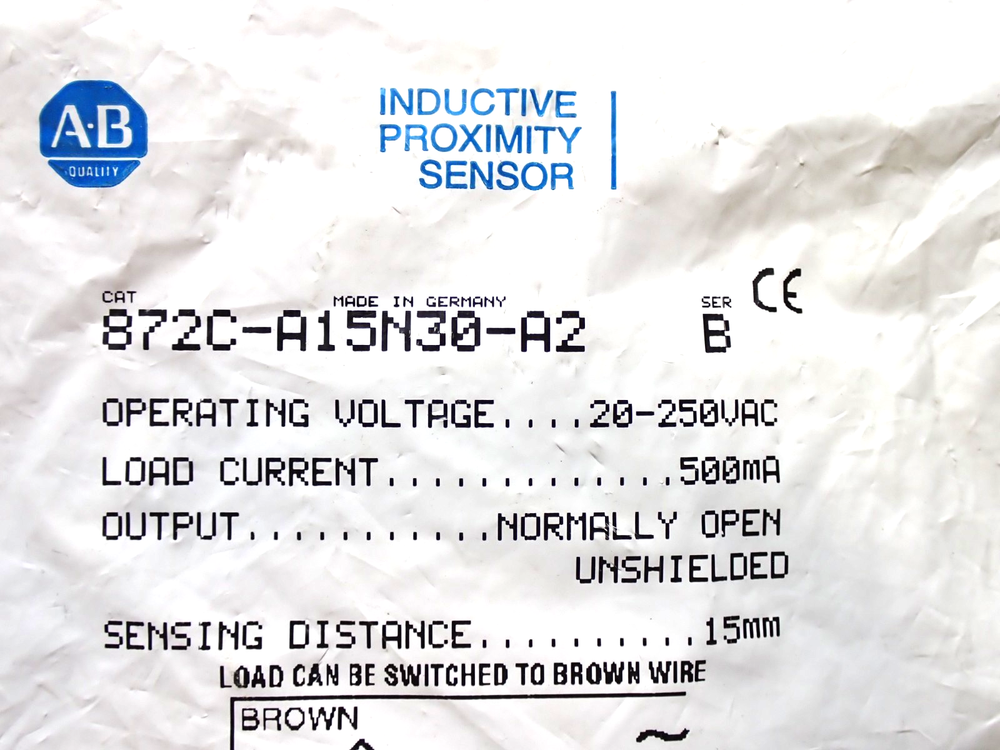 A·B
QUALITY
INDUCTIVE
PROXIMITY
SENSOR
CAT
MADE IN GERMANY
SER
CE
872C-A15N30-A2
B
OPERATING VOLTAGE....20-250VAC
LOAD CURRENT.............500mA
OUTPUT...........NORMALLY OPEN
UNSHIELDED
SENSING DISTANCE..........15mm
LOAD CAN BE SWITCHED TO BROWN WIRE
BROWN
~